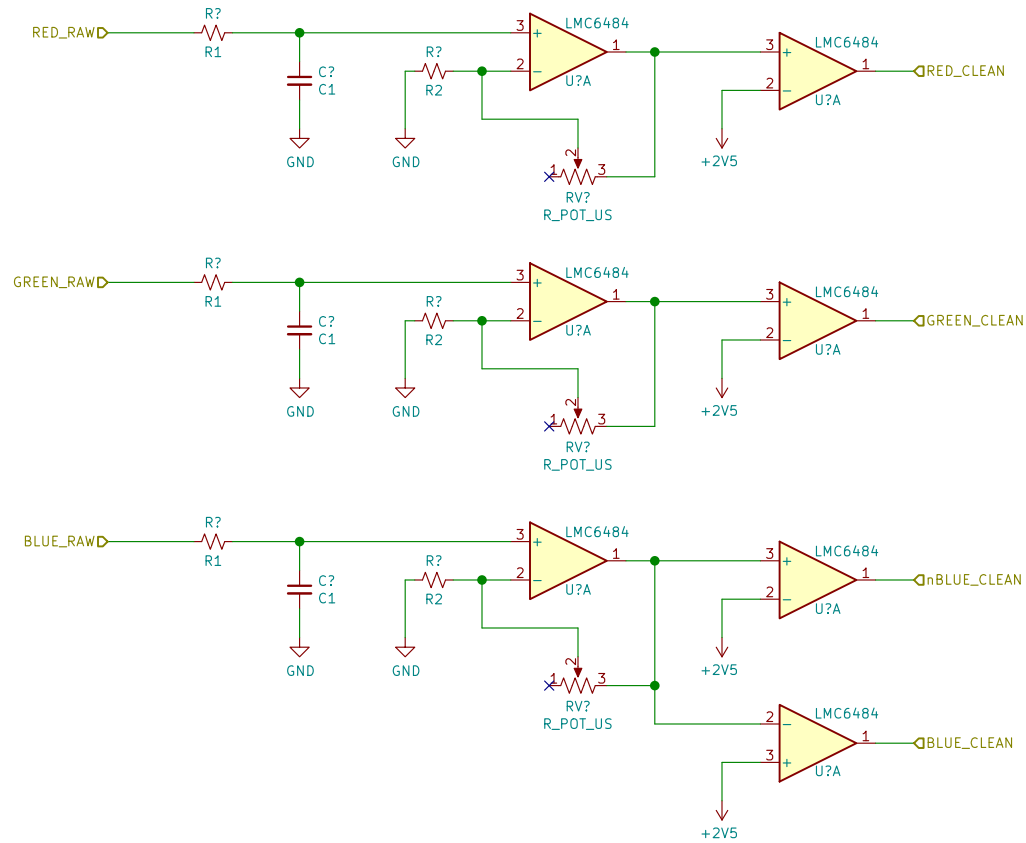 RED_RAW
R?
R1
C?
C1
GND
R?
R2
GND
3
+
2
−
1
LMC6484
U?A
2
1
3
RV?
R_POT_US
3
+
2
−
1
LMC6484
U?A
+2V5
RED_CLEAN
GREEN_RAW
R?
R1
C?
C1
GND
R?
R2
GND
3
+
2
−
1
LMC6484
U?A
2
1
3
RV?
R_POT_US
3
+
2
−
1
LMC6484
U?A
+2V5
GREEN_CLEAN
BLUE_RAW
R?
R1
C?
C1
GND
R?
R2
GND
3
+
2
−
1
LMC6484
U?A
2
1
3
RV?
R_POT_US
3
+
2
−
1
LMC6484
U?A
+2V5
nBLUE_CLEAN
2
−
3
+
1
LMC6484
U?A
+2V5
BLUE_CLEAN